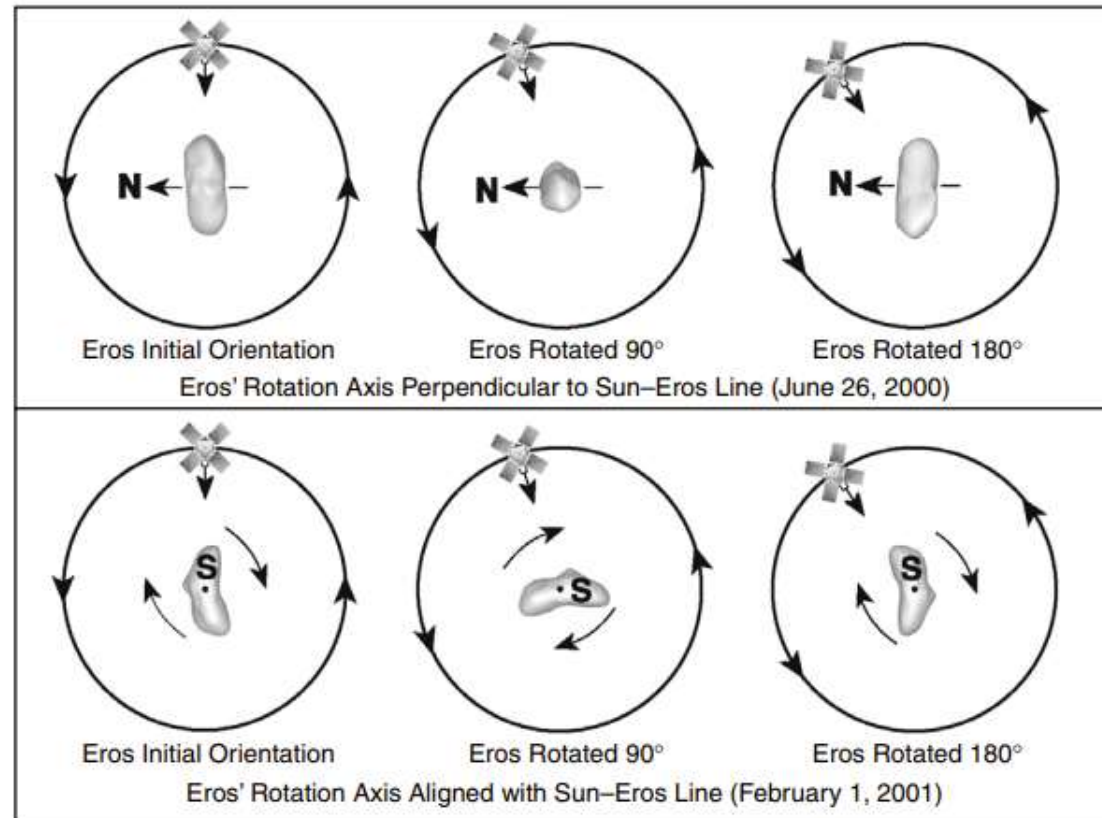 N
N
N
Eros Initial Orientation Eros Rotated 90° Eros Rotated 180°
Eros' Rotation Axis Perpendicular to Sun–Eros Line (June 26, 2000)
S
S
S
Eros Initial Orientation Eros Rotated 90° Eros Rotated 180°
Eros' Rotation Axis Aligned with Sun–Eros Line (February 1, 2001)